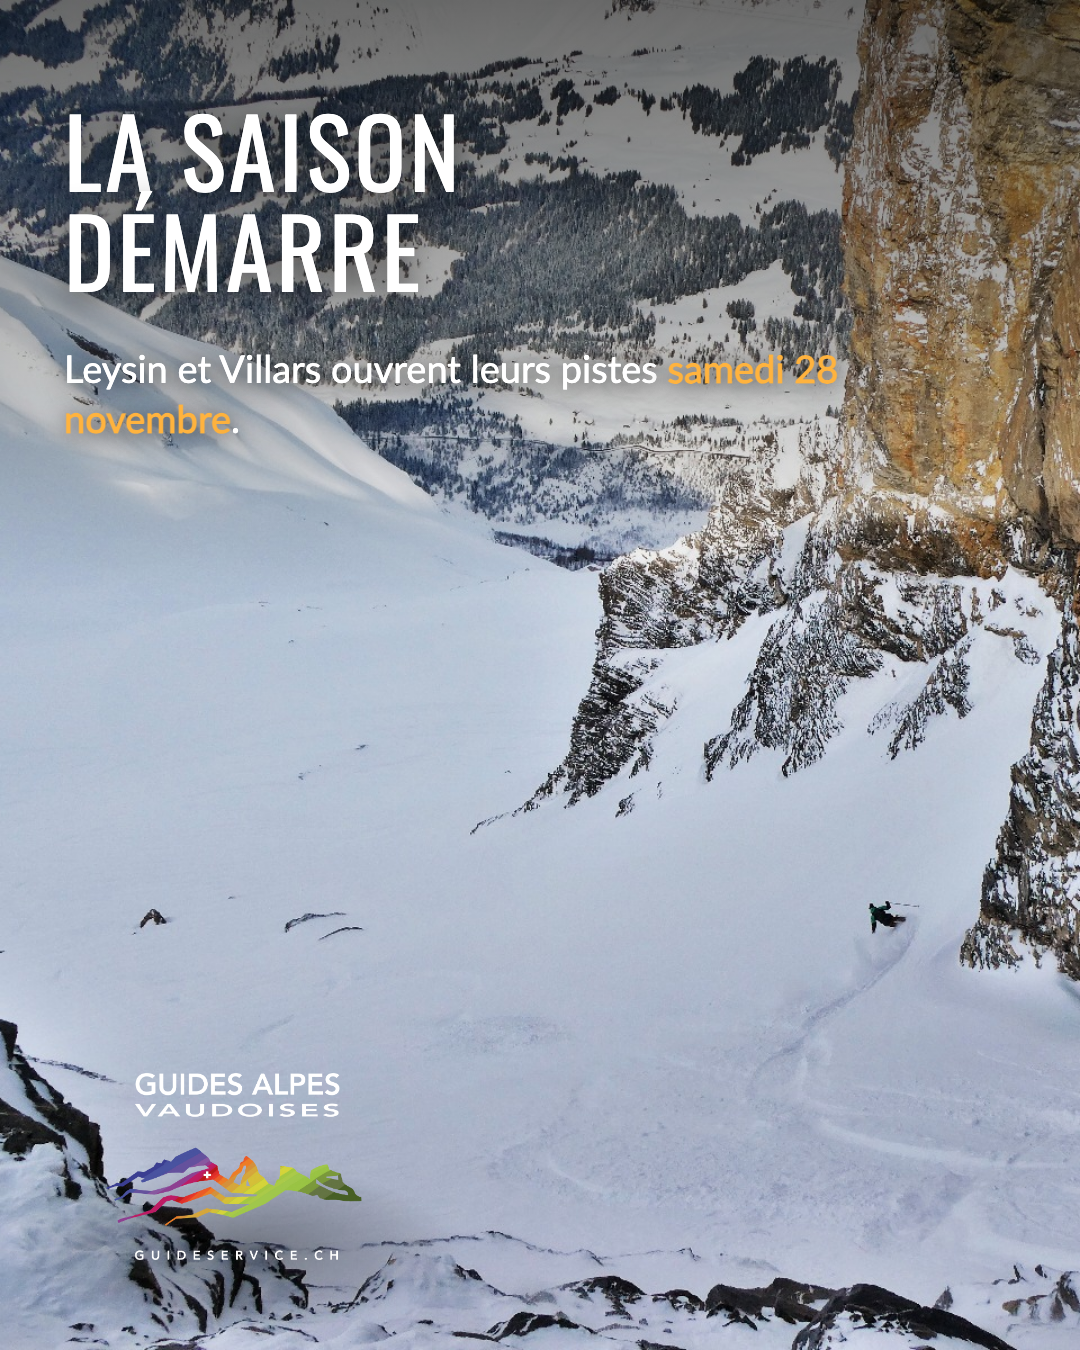 LA SAISON
DÉMARRE
Leysin et Villars ouvrent leurs pistes samedi 28
novembre.
GUIDES ALPES
VAUDOISES
GUIDESERVICE.CH